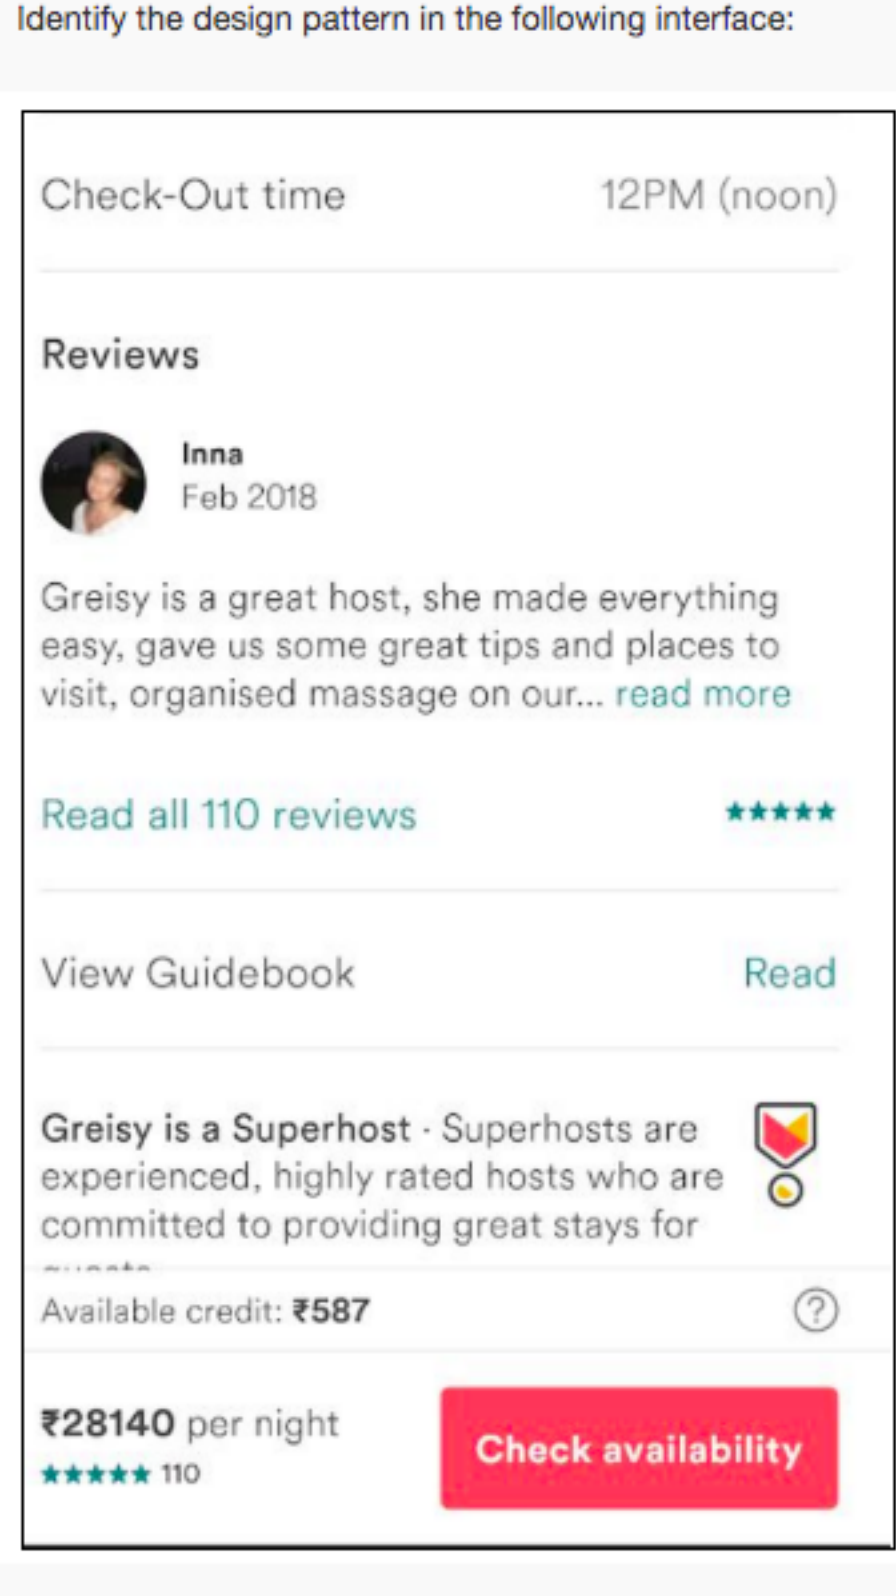 Identify the design pattern in the following interface:
Check-Out time 12PM (noon)
Reviews
Inna
Feb 2018
Greisy is a great host, she made everything
easy, gave us some great tips and places to
visit, organised massage on our... read more
Read all 110 reviews ★★★★★
View Guidebook Read
Greisy is a Superhost · Superhosts are
experienced, highly rated hosts who are
committed to providing great stays for
Available credit: ₹587 ?
₹28140 per night
★★★★★ 110
Check availability